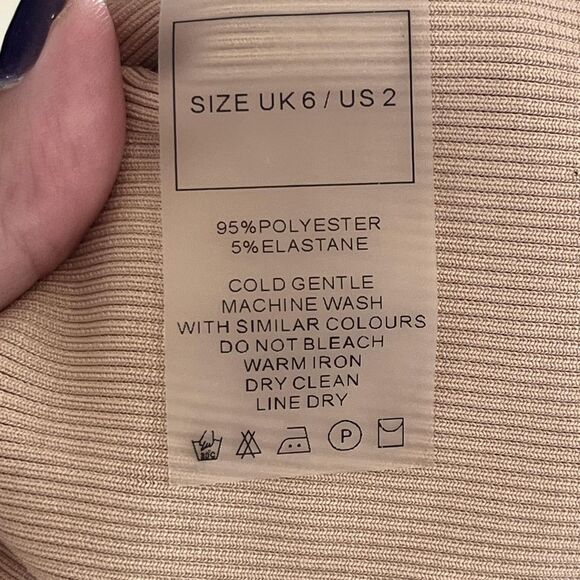 SIZE UK 6 / US 2
95%POLYESTER
5%ELASTANE
COLD GENTLE
MACHINE WASH
WITH SIMILAR COLOURS
DO NOT BLEACH
WARM IRON
DRY CLEAN
LINE DRY
P